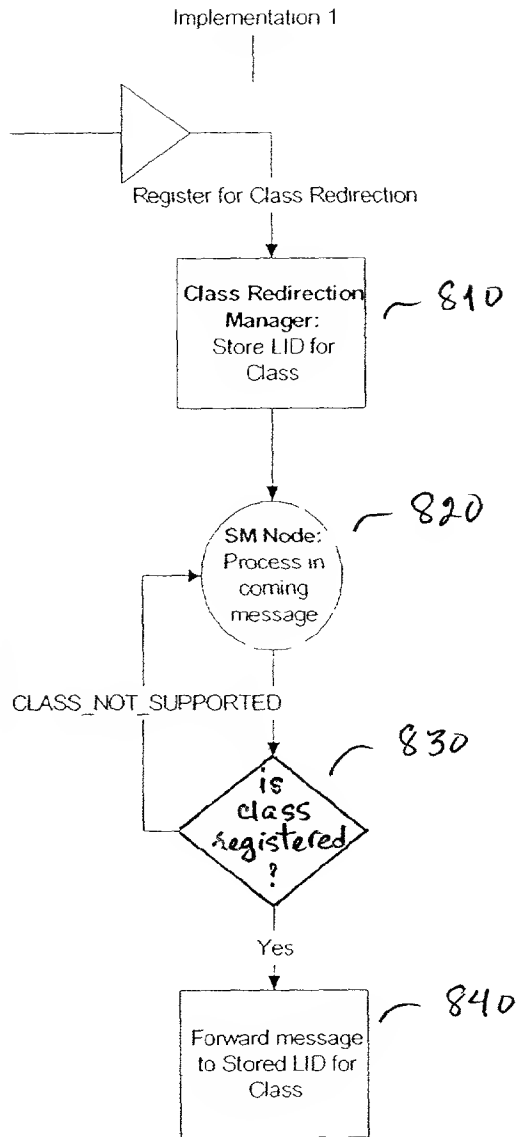 Implementation 1
Register for Class Redirection
Class Redirection
Manager:
Store LID for
Class
810
SM Node:
Process in
coming
message
820
CLASS_NOT_SUPPORTED
is
class
registered
?
830
Yes
Forward message
to Stored LID for
Class
840